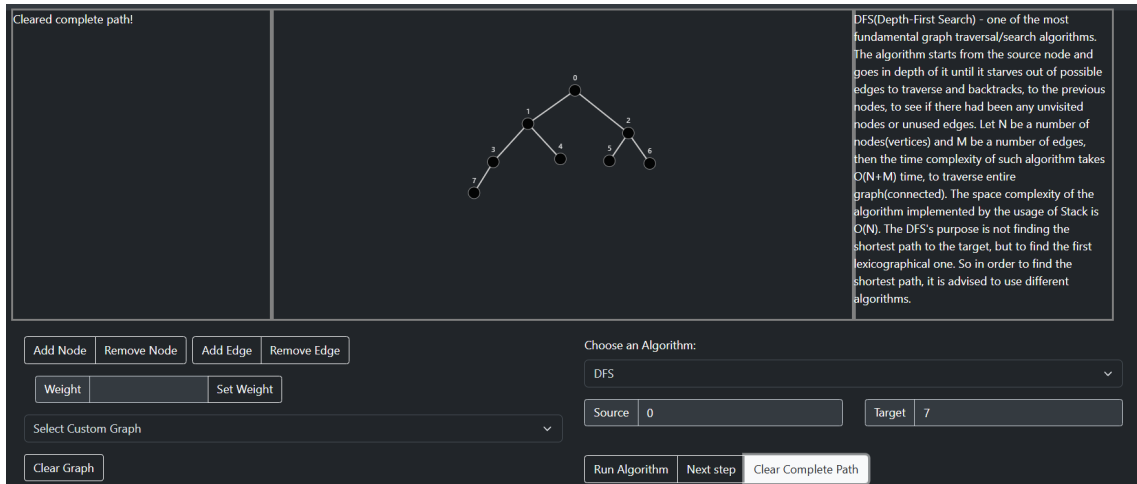 Cleared complete path!
0
1
2
3
4
5
6
7
DFS(Depth-First Search) - one of the most
fundamental graph traversal/search algorithms.
The algorithm starts from the source node and
goes in depth of it until it starves out of possible
edges to traverse and backtracks, to the previous
nodes, to see if there had been any unvisited
nodes or unused edges. Let N be a number of
nodes(vertices) and M be a number of edges,
then the time complexity of such algorithm takes
O(N+M) time, to traverse entire
graph(connected). The space complexity of the
algorithm implemented by the usage of Stack is
O(N). The DFS's purpose is not finding the
shortest path to the target, but to find the first
lexicographical one. So in order to find the
shortest path, it is advised to use different
algorithms.
Add Node Remove Node Add Edge Remove Edge
Weight Set Weight
Select Custom Graph
Clear Graph
Choose an Algorithm:
DFS
Source 0 Target 7
Run Algorithm Next step Clear Complete Path